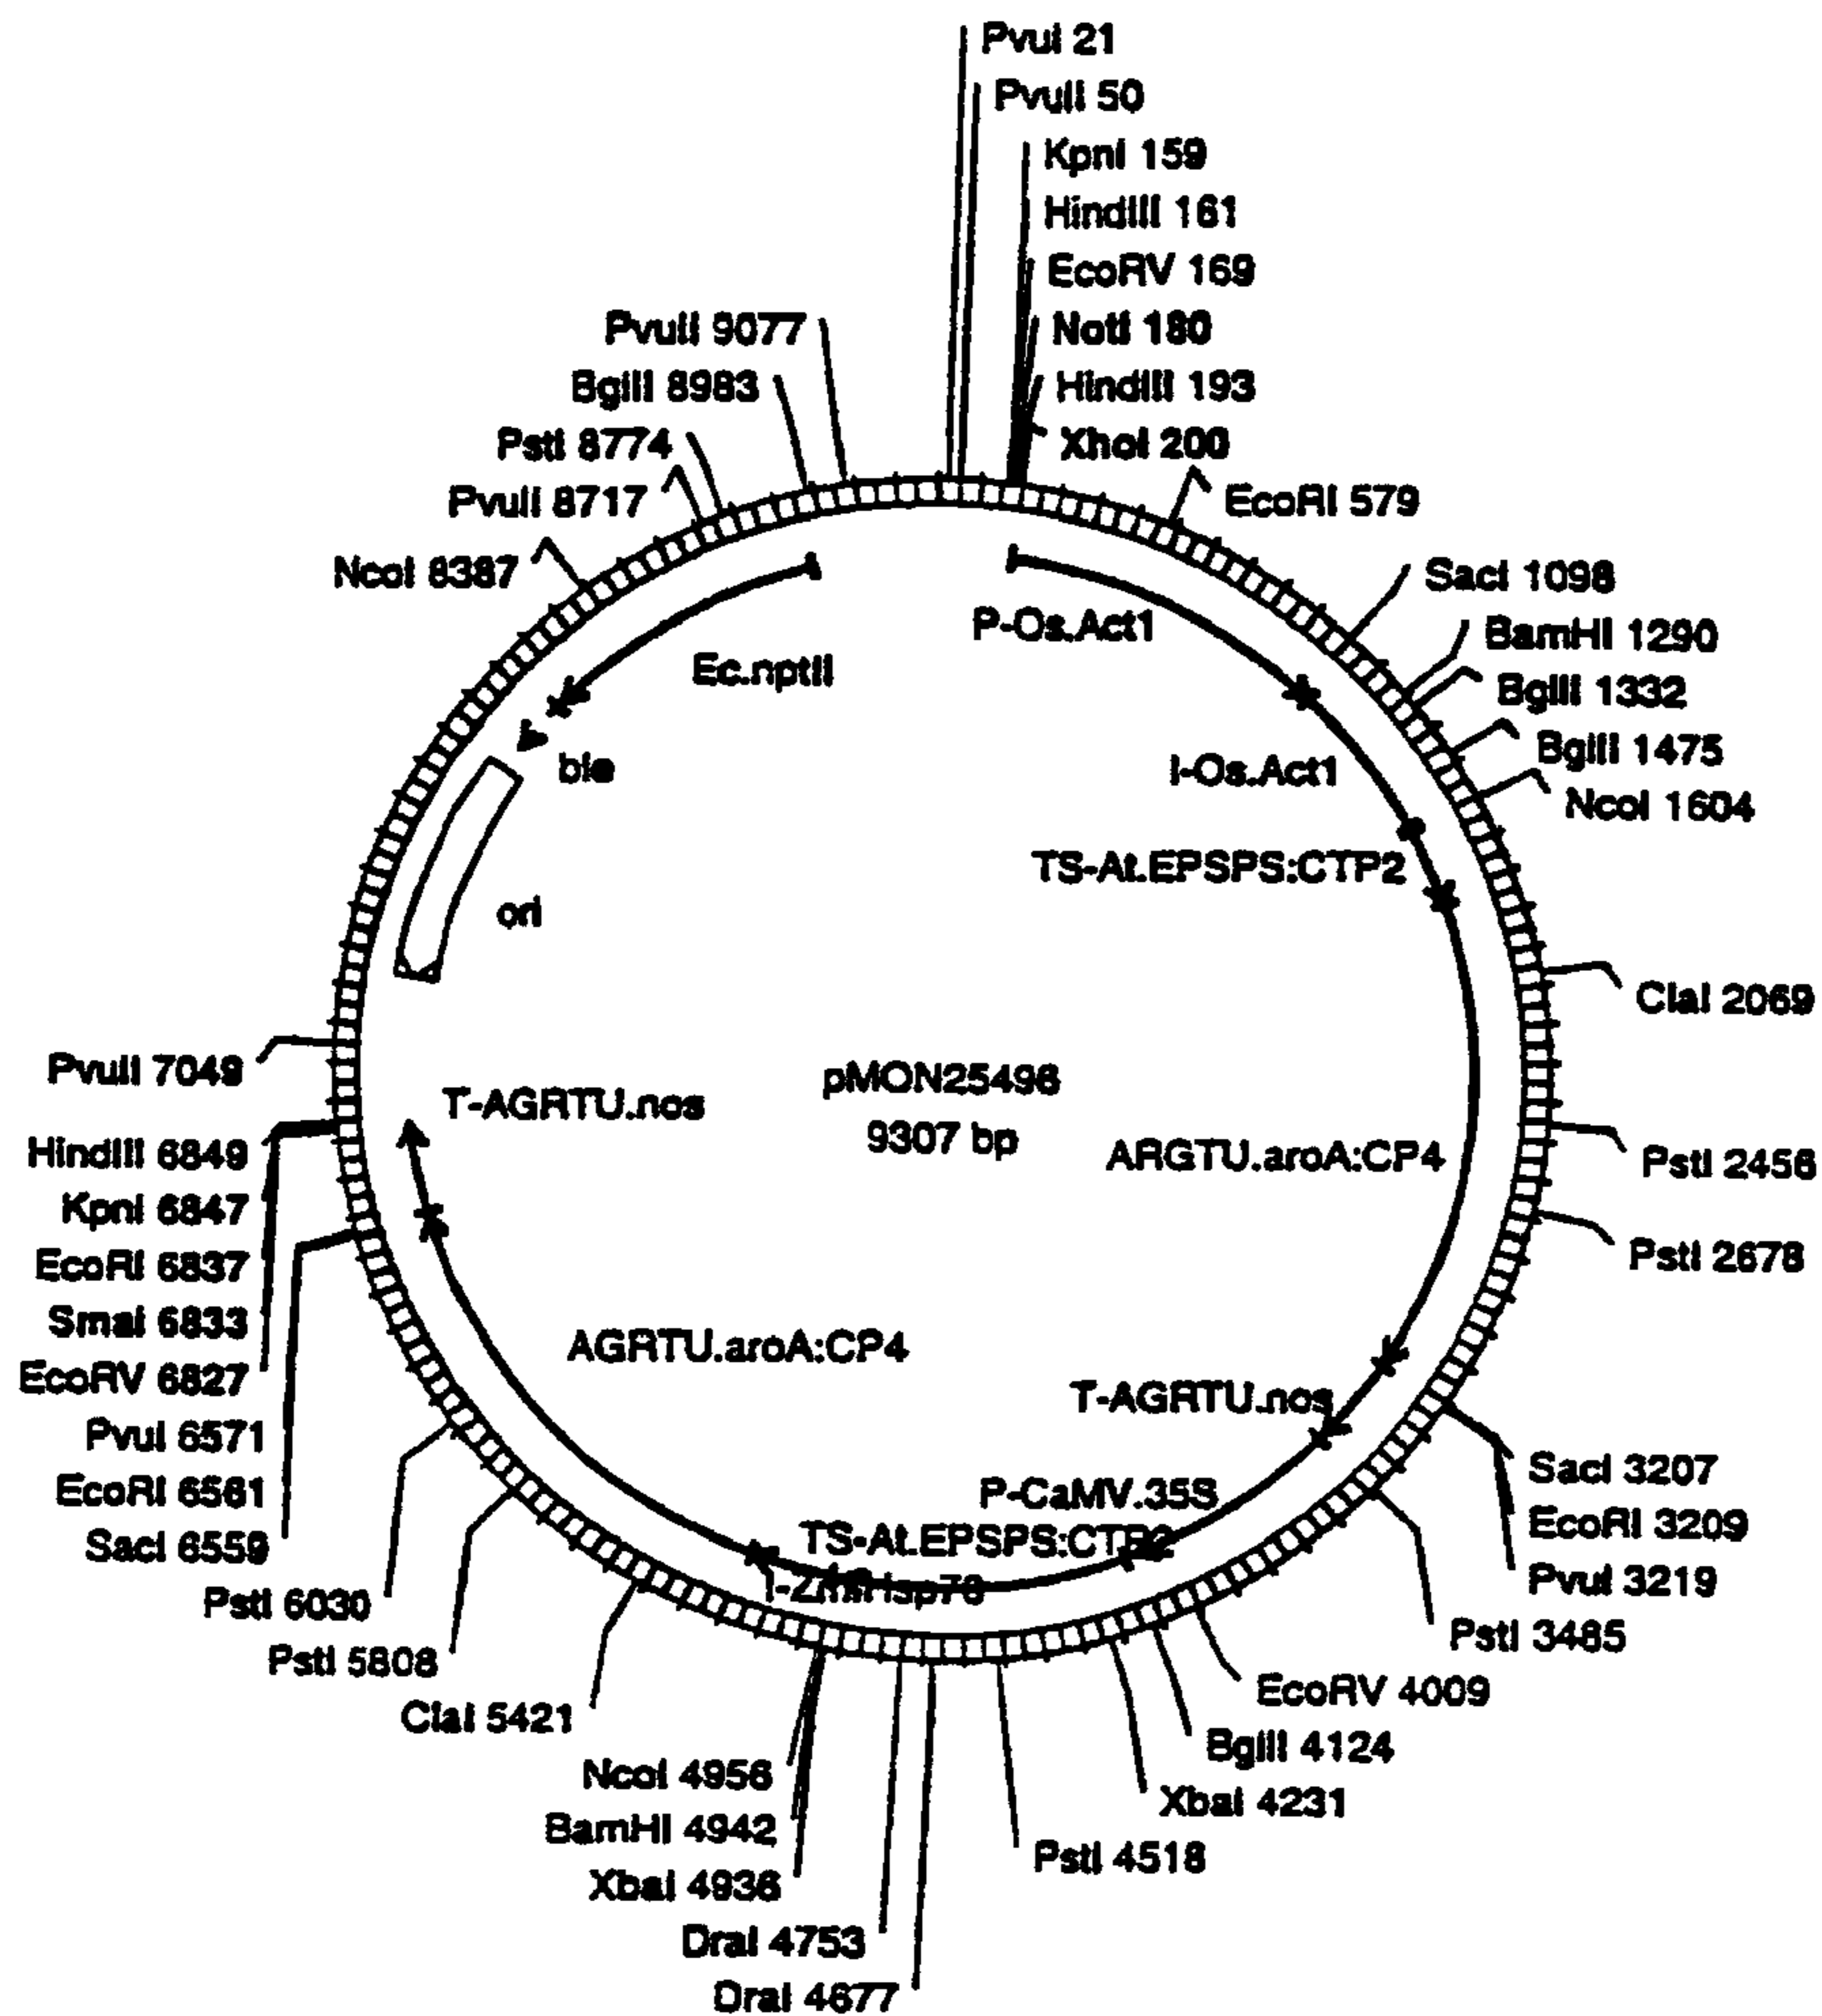 PvuI 21
PvuII 50
KpnI 159
HindIII 161
EcoRV 169
NotI 180
HindIII 193
XhoI 200
EcoRI 579
SacI 1098
BamHI 1290
BglII 1332
BglII 1475
NcoI 1604
ClaI 2069
PstI 2456
PstI 2678
SacI 3207
EcoRI 3209
PvuI 3219
PstI 3485
EcoRV 4009
BglII 4124
XbaI 4231
PstI 4518
DraI 4677
DraI 4753
XbaI 4936
BamHI 4942
NcoI 4956
ClaI 5421
PstI 5808
PstI 6030
SacI 6559
EcoRI 6561
PvuI 6571
EcoRV 6827
SmaI 6833
EcoRI 6837
KpnI 6847
HindIII 6849
PvuII 7049
NcoI 8387
PvuII 8717
PstI 8774
BglII 8983
PvuII 9077
P-Os.Act1
I-Os.Act1
TS-At.EPSPS:CTP2
ARGTU.aroA:CP4
T-AGRTU.nos
P-CaMV.35S
TS-At.EPSPS:CTP2
I-Zm.Hsp70
AGRTU.aroA:CP4
T-AGRTU.nos
ori
ble
Ec.nptII
pMON25496
9307 bp